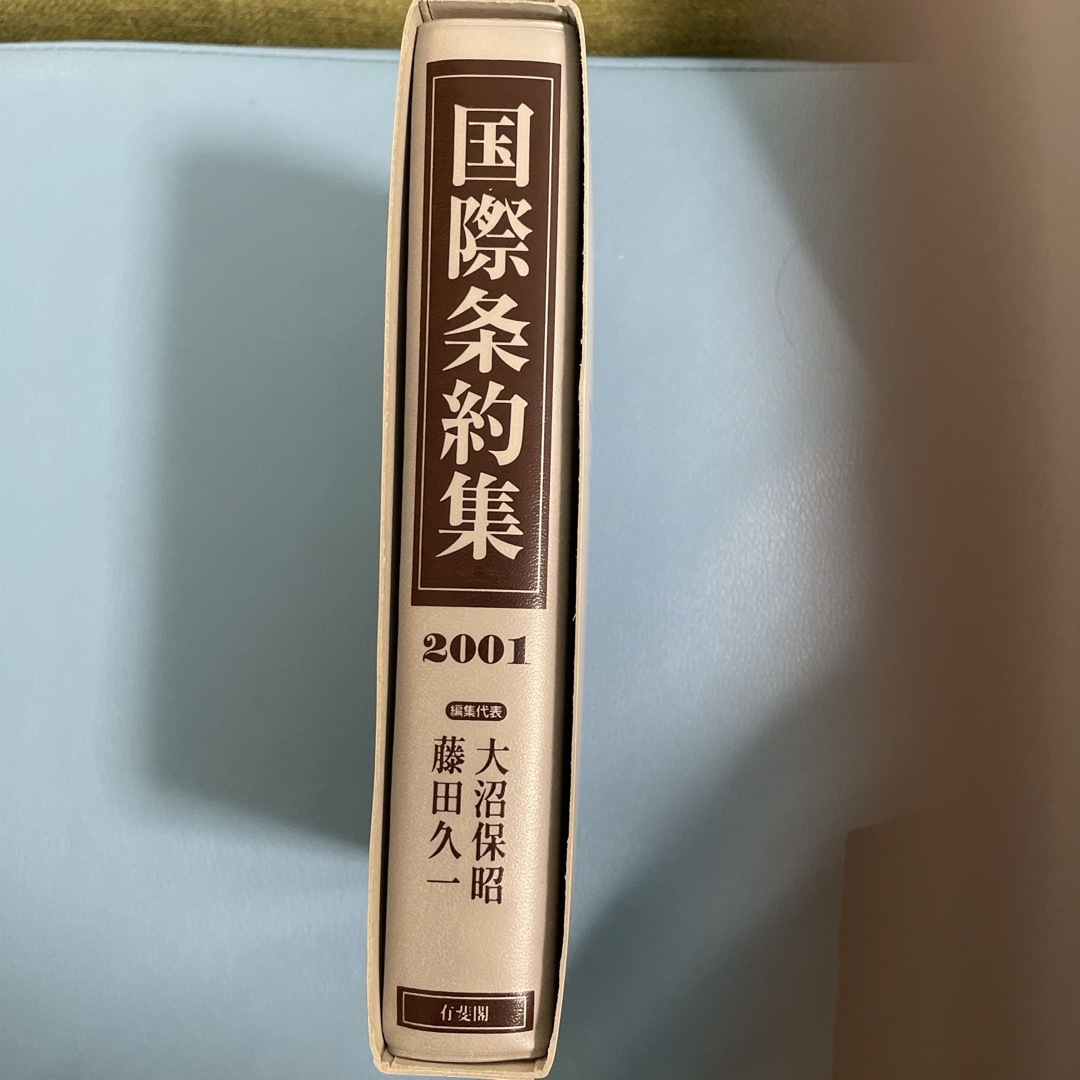 国際条約集
2001
編集代表
大沼保昭
藤田久一
有斐閣